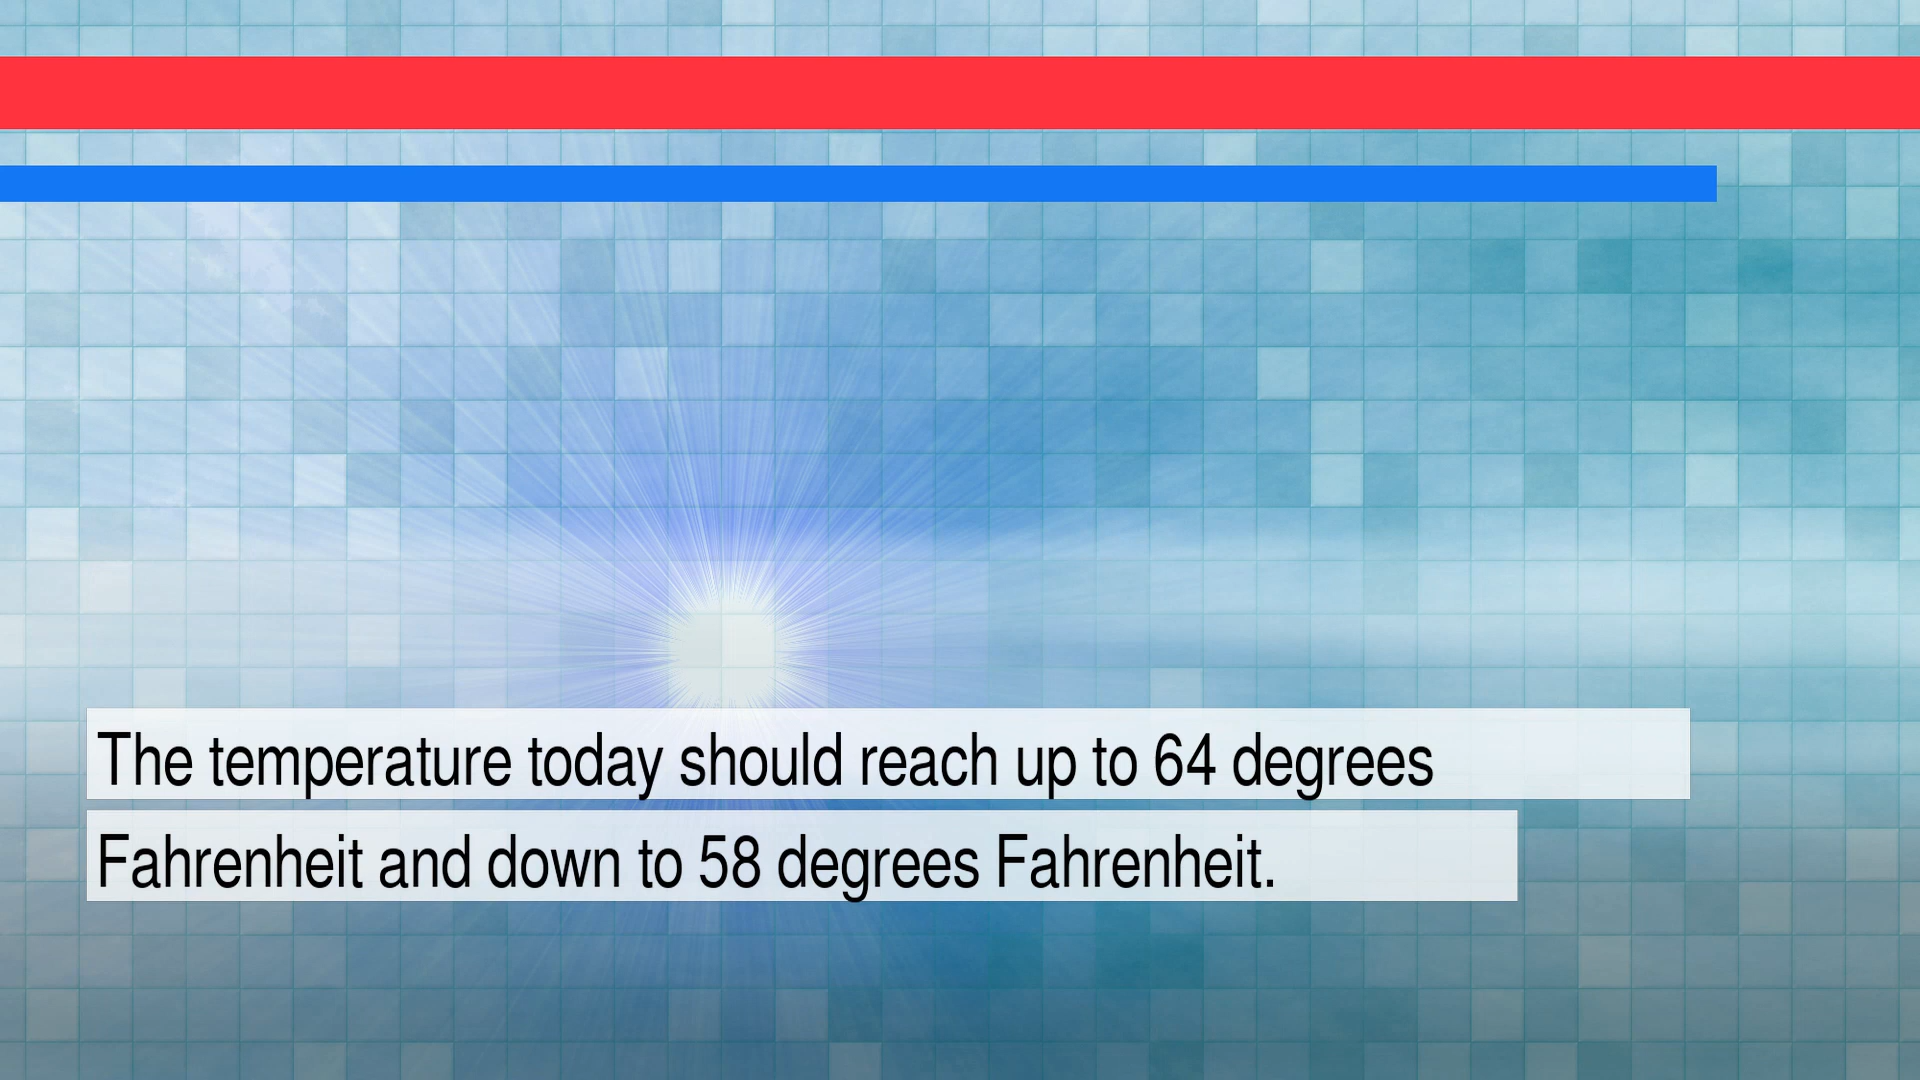 The temperature today should reach up to 64 degrees
Fahrenheit and down to 58 degrees Fahrenheit.